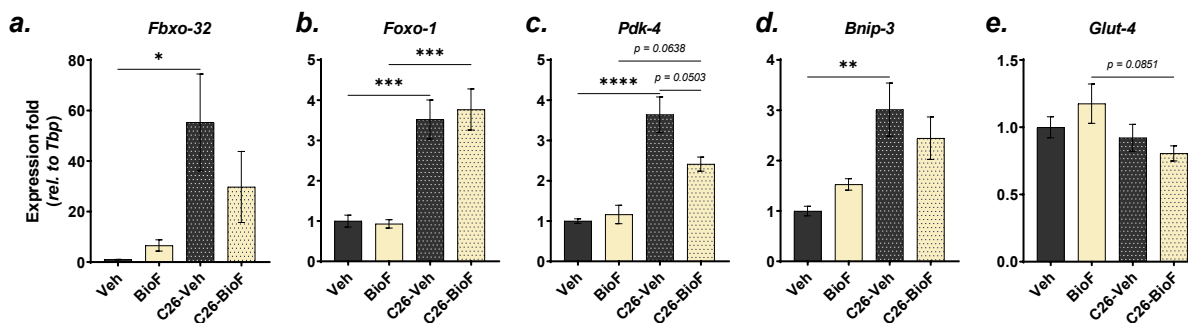 a.
Fbxo-32
Expression fold
(rel. to Tbp)
80
60
40
20
0
*
Veh
BioF
C26-Veh
C26-BioF
b.
Foxo-1
5
4
3
2
1
0
***
***
Veh
BioF
C26-Veh
C26-BioF
c.
Pdk-4
5
4
3
2
1
0
p = 0.0638
****
p = 0.0503
Veh
BioF
C26-Veh
C26-BioF
d.
Bnip-3
4
3
2
1
0
**
Veh
BioF
C26-Veh
C26-BioF
e.
Glut-4
1.5
1.0
0.5
0.0
p = 0.0851
Veh
BioF
C26-Veh
C26-BioF